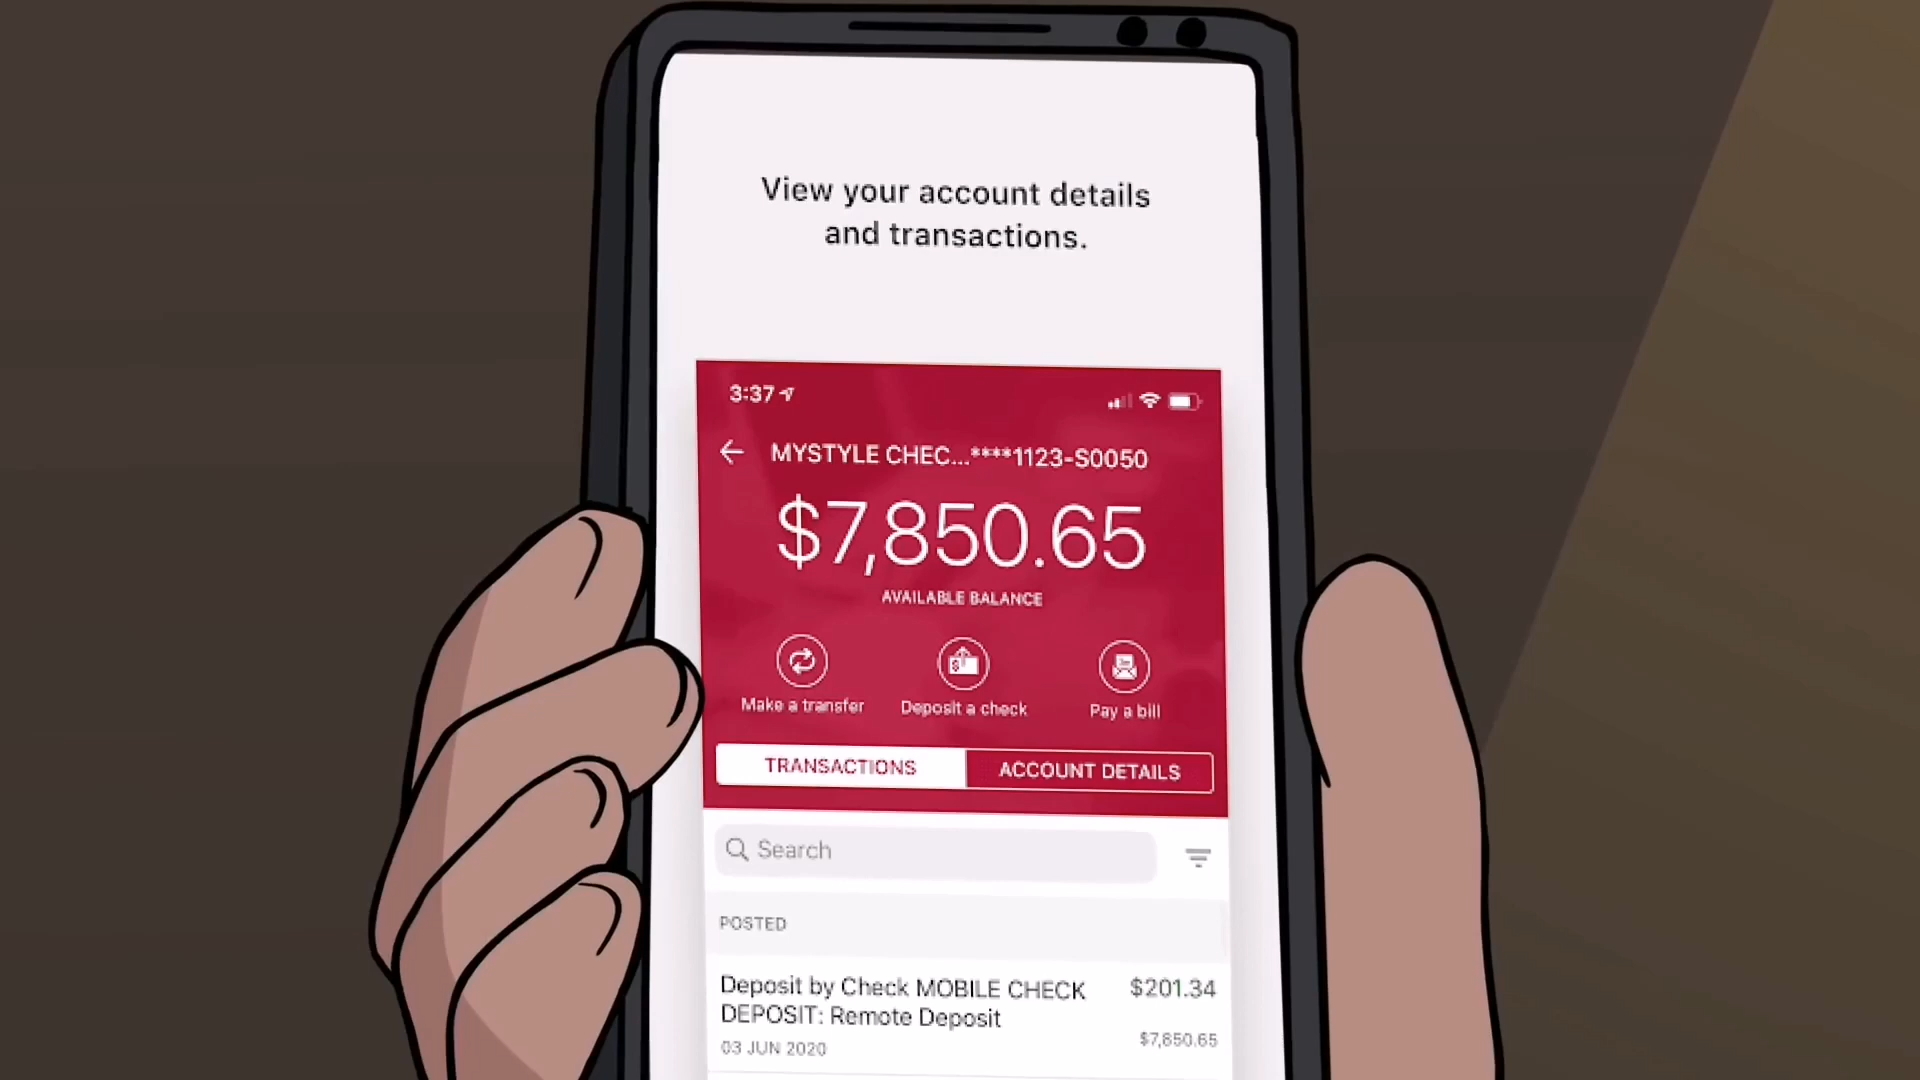 View your account details
and transactions.
3:37
MYSTYLE CHEC...****1123-S0050
$7,850.65
AVAILABLE BALANCE
Make a transfer
Deposit a check
Pay a bill
TRANSACTIONS
ACCOUNT DETAILS
Search
POSTED
Deposit by Check MOBILE CHECK
$201.34
DEPOSIT: Remote Deposit
$7,850.65
03 JUN 2020